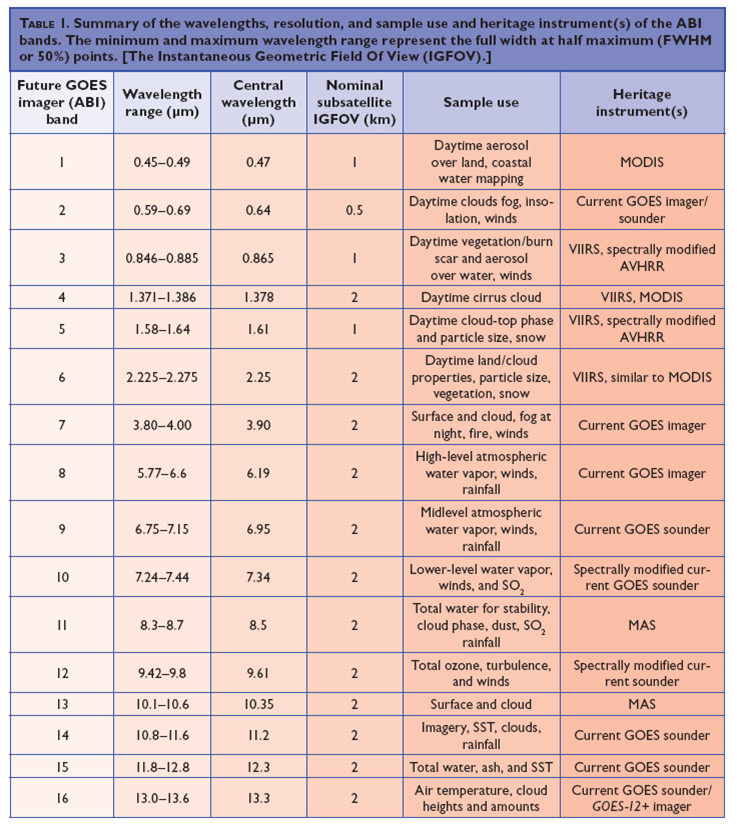 TABLE 1. Summary of the wavelengths, resolution, and sample use and heritage instrument(s) of the ABI
bands. The minimum and maximum wavelength range represent the full width at half maximum (FWHM
or 50%) points. [The Instantaneous Geometric Field Of View (IGFOV).]
Future GOES imager (ABI) band | Wavelength range (μm) | Central wavelength (μm) | Nominal subsatellite IGFOV (km) | Sample use | Heritage instrument(s)
1 | 0.45–0.49 | 0.47 | 1 | Daytime aerosol over land, coastal water mapping | MODIS
2 | 0.59–0.69 | 0.64 | 0.5 | Daytime clouds fog, inso-lation, winds | Current GOES imager/ sounder
3 | 0.846–0.885 | 0.865 | 1 | Daytime vegetation/burn scar and aerosol over water, winds | VIIRS, spectrally modified AVHRR
4 | 1.371–1.386 | 1.378 | 2 | Daytime cirrus cloud | VIIRS, MODIS
5 | 1.58–1.64 | 1.61 | 1 | Daytime cloud-top phase and particle size, snow | VIIRS, spectrally modified AVHRR
6 | 2.225–2.275 | 2.25 | 2 | Daytime land/cloud properties, particle size, vegetation, snow | VIIRS, similar to MODIS
7 | 3.80–4.00 | 3.90 | 2 | Surface and cloud, fog at night, fire, winds | Current GOES imager
8 | 5.77–6.6 | 6.19 | 2 | High-level atmospheric water vapor, winds, rainfall | Current GOES imager
9 | 6.75–7.15 | 6.95 | 2 | Midlevel atmospheric water vapor, winds, rainfall | Current GOES sounder
10 | 7.24–7.44 | 7.34 | 2 | Lower-level water vapor, winds, and SO2 | Spectrally modified cur-rent GOES sounder
11 | 8.3–8.7 | 8.5 | 2 | Total water for stability, cloud phase, dust, SO2 rainfall | MAS
12 | 9.42–9.8 | 9.61 | 2 | Total ozone, turbulence, and winds | Spectrally modified cur-rent sounder
13 | 10.1–10.6 | 10.35 | 2 | Surface and cloud | MAS
14 | 10.8–11.6 | 11.2 | 2 | Imagery, SST, clouds, rainfall | Current GOES sounder
15 | 11.8–12.8 | 12.3 | 2 | Total water, ash, and SST | Current GOES sounder
16 | 13.0–13.6 | 13.3 | 2 | Air temperature, cloud heights and amounts | Current GOES sounder/ GOES-12+ imager